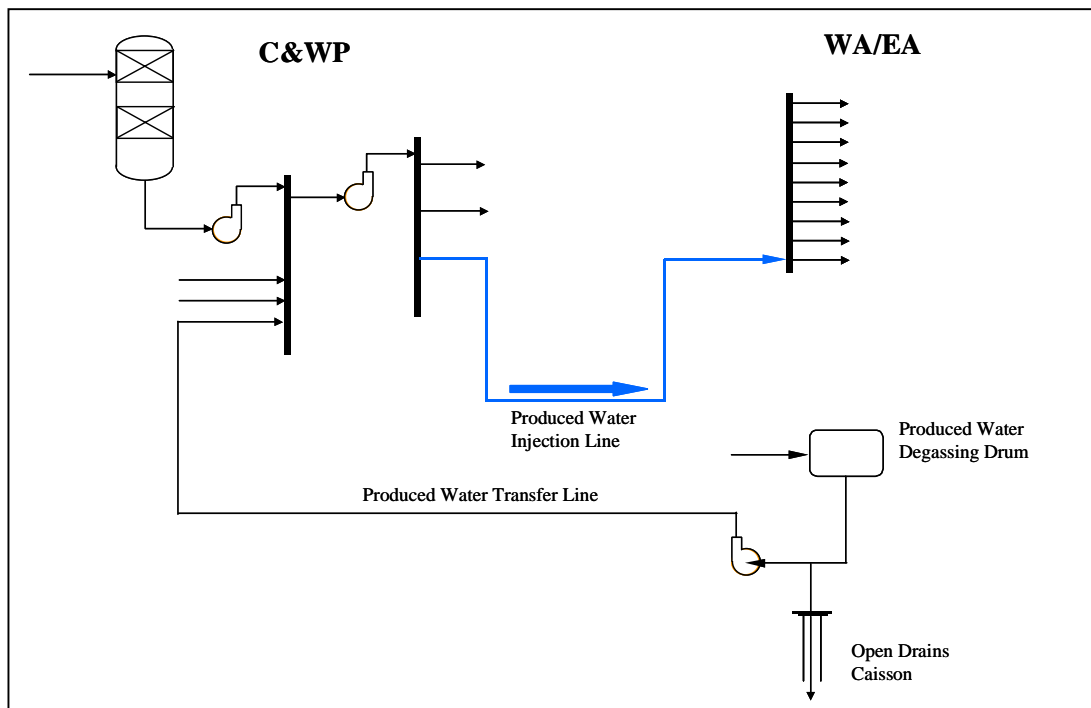 C&WP
WA/EA
Produced Water
Injection Line
Produced Water
Degassing Drum
Produced Water Transfer Line
Open Drains
Caisson